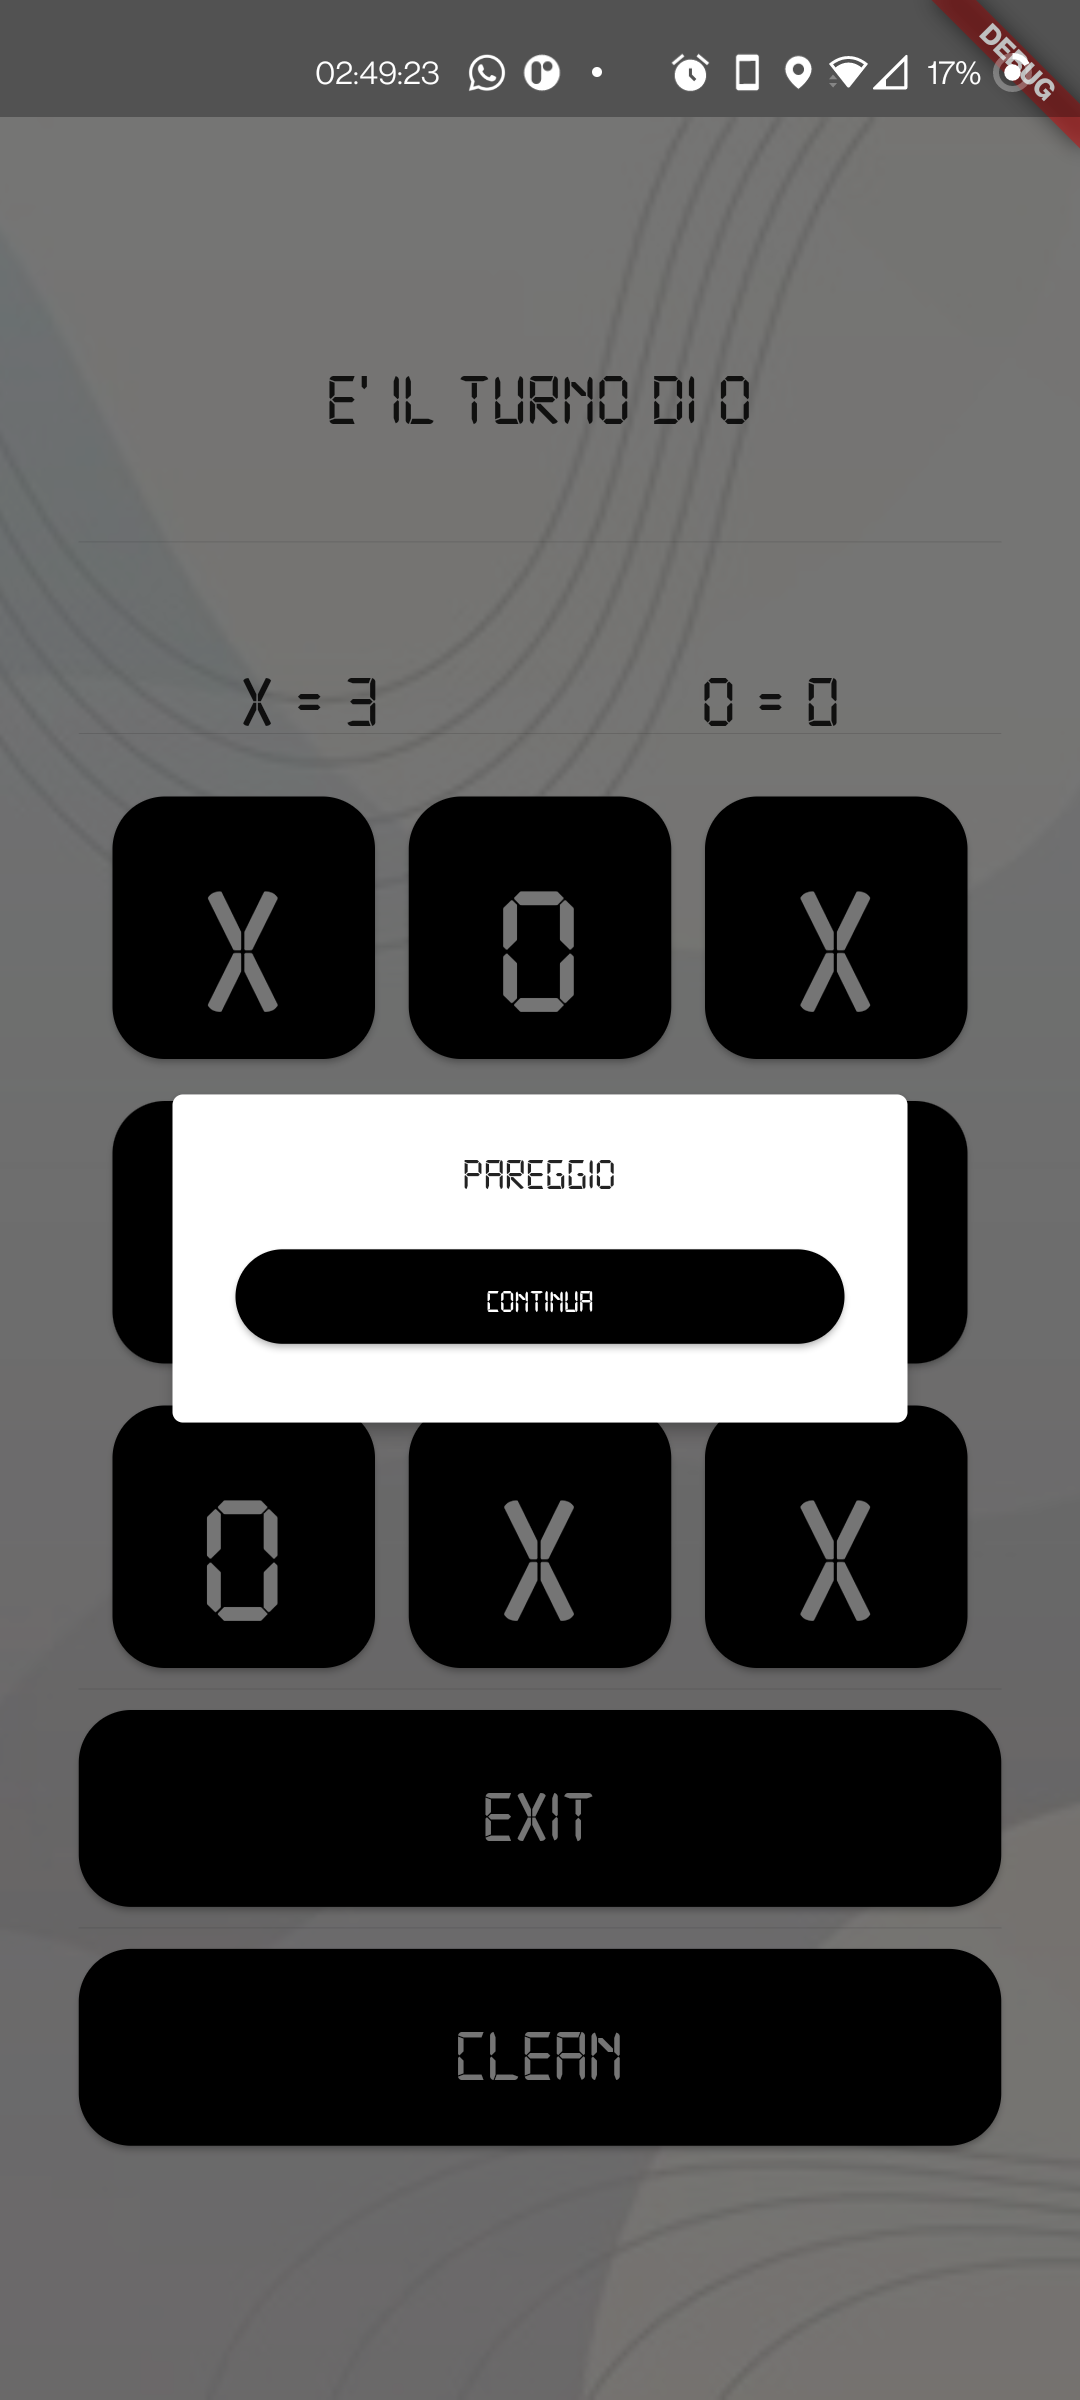 02:49:23 17%
DEBUG
E' IL TURNO DI O
X = 3 O = 0
X O X
PAREGGIO
CONTINUA
O X X
EXIT
CLEAN